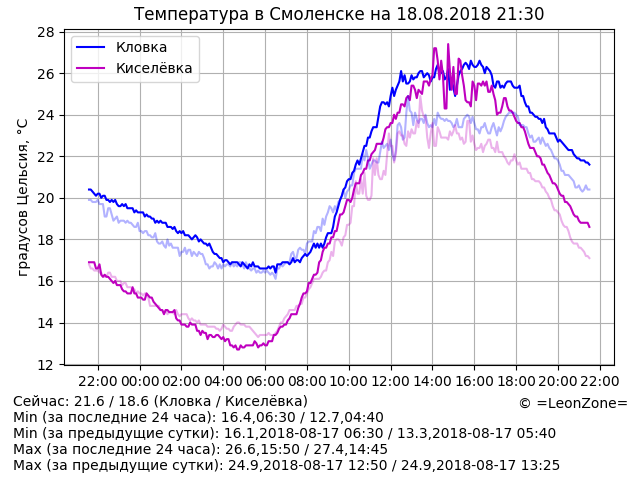 Температура в Смоленске на 18.08.2018 21:30
Кловка
Киселёвка
градусов Цельсия, °C
28
26
24
22
20
18
16
14
12
22:00 00:00 02:00 04:00 06:00 08:00 10:00 12:00 14:00 16:00 18:00 20:00 22:00
Сейчас: 21.6 / 18.6 (Кловка / Киселёвка)
© =LeonZone=
Min (за последние 24 часа): 16.4,06:30 / 12.7,04:40
Min (за предыдущие сутки): 16.1,2018-08-17 06:30 / 13.3,2018-08-17 05:40
Max (за последние 24 часа): 26.6,15:50 / 27.4,14:45
Max (за предыдущие сутки): 24.9,2018-08-17 12:50 / 24.9,2018-08-17 13:25